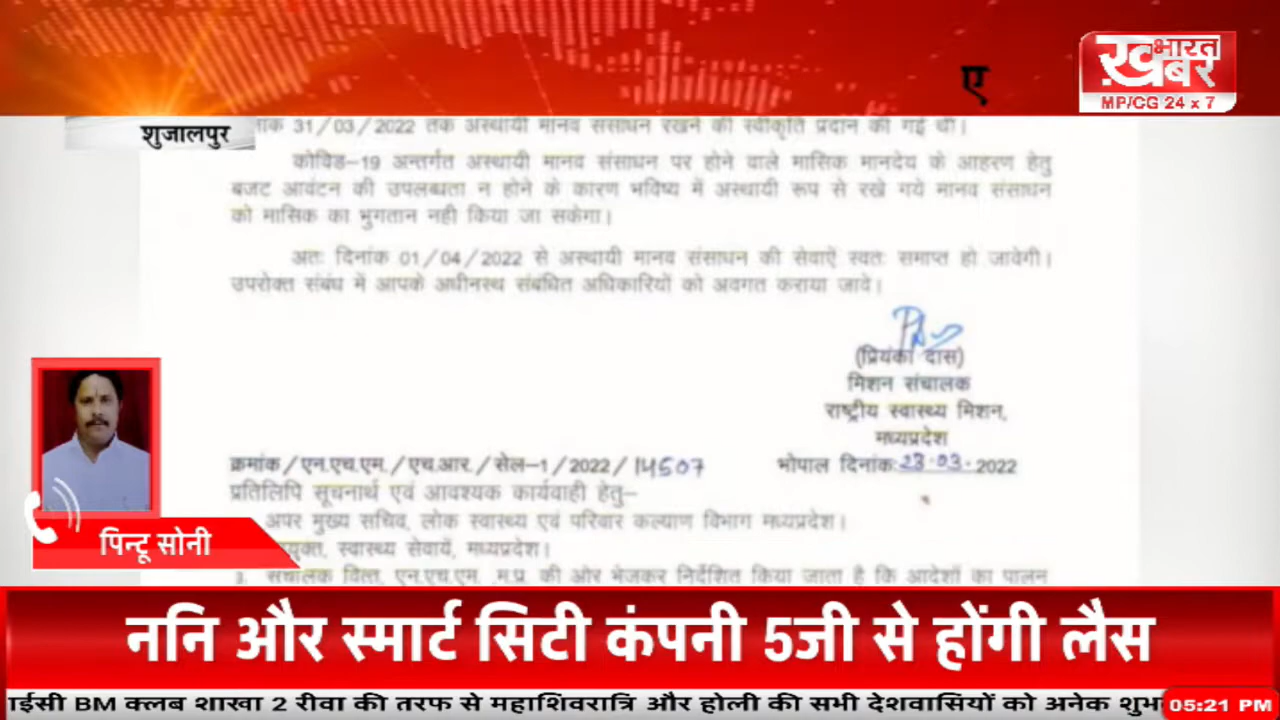 ए
भारत
ख़बर
MP/CG 24 x 7
शुजालपुर
31/03/2022 तक अस्थायी मानव संसाधन रखने की स्वीकृति प्रदान की गई थी।
कोविड-19 अन्तर्गत अस्थायी मानव संसाधन पर होने वाले मासिक मानदेय के आहरण हेतु
बजट आवंटन की उपलब्धता न होने के कारण भविष्य में अस्थायी रूप से रखे गये मानव संसाधन
को मासिक का भुगतान नही किया जा सकेगा।
अतः दिनांक 01/04/2022 से अस्थायी मानव संसाधन की सेवाऐं स्वतः समाप्त हो जावेगी।
उपरोक्त संबंध में आपके अधीनस्थ संबंधित अधिकारियों को अवगत कराया जावे।
(प्रियंका दास)
मिशन संचालक
राष्ट्रीय स्वास्थ्य मिशन,
मध्यप्रदेश
क्रमांक/एन.एच.एम./एच.आर./सेल-1/2022/14507
भोपाल दिनांक: 23.03.2022
प्रतिलिपि सूचनार्थ एवं आवश्यक कार्यवाही हेतु-
अपर मुख्य सचिव, लोक स्वास्थ्य एवं परिवार कल्याण विभाग मध्यप्रदेश।
स्वास्थ्य सेवायें, मध्यप्रदेश।
संचालक वित्त, एन.एच.एम. म.प्र. की ओर भेजकर निर्देशित किया जाता है कि आदेशों का पालन
पिन्टू सोनी
ननि और स्मार्ट सिटी कंपनी 5जी से होंगी लैस
ाईसी BM क्लब शाखा 2 रीवा की तरफ से महाशिवरात्रि और होली की सभी देशवासियों को अनेक शुभ
05:21 PM